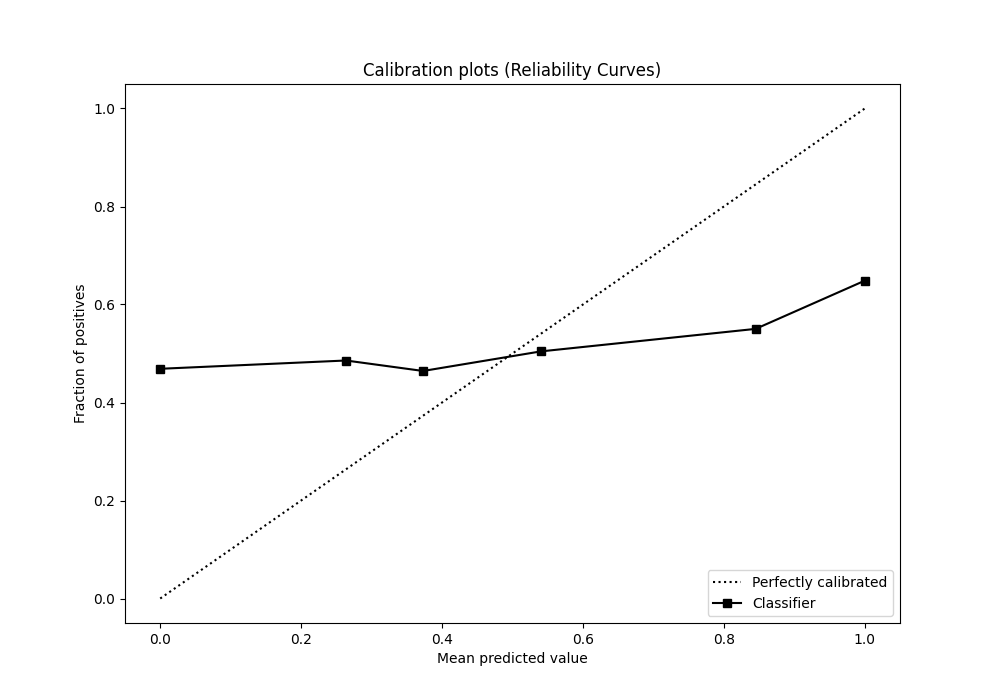 Calibration plots (Reliability Curves)
1.0
0.8
0.6
0.4
0.2
0.0
Fraction of positives
0.0 0.2 0.4 0.6 0.8 1.0
Mean predicted value
Perfectly calibrated
Classifier